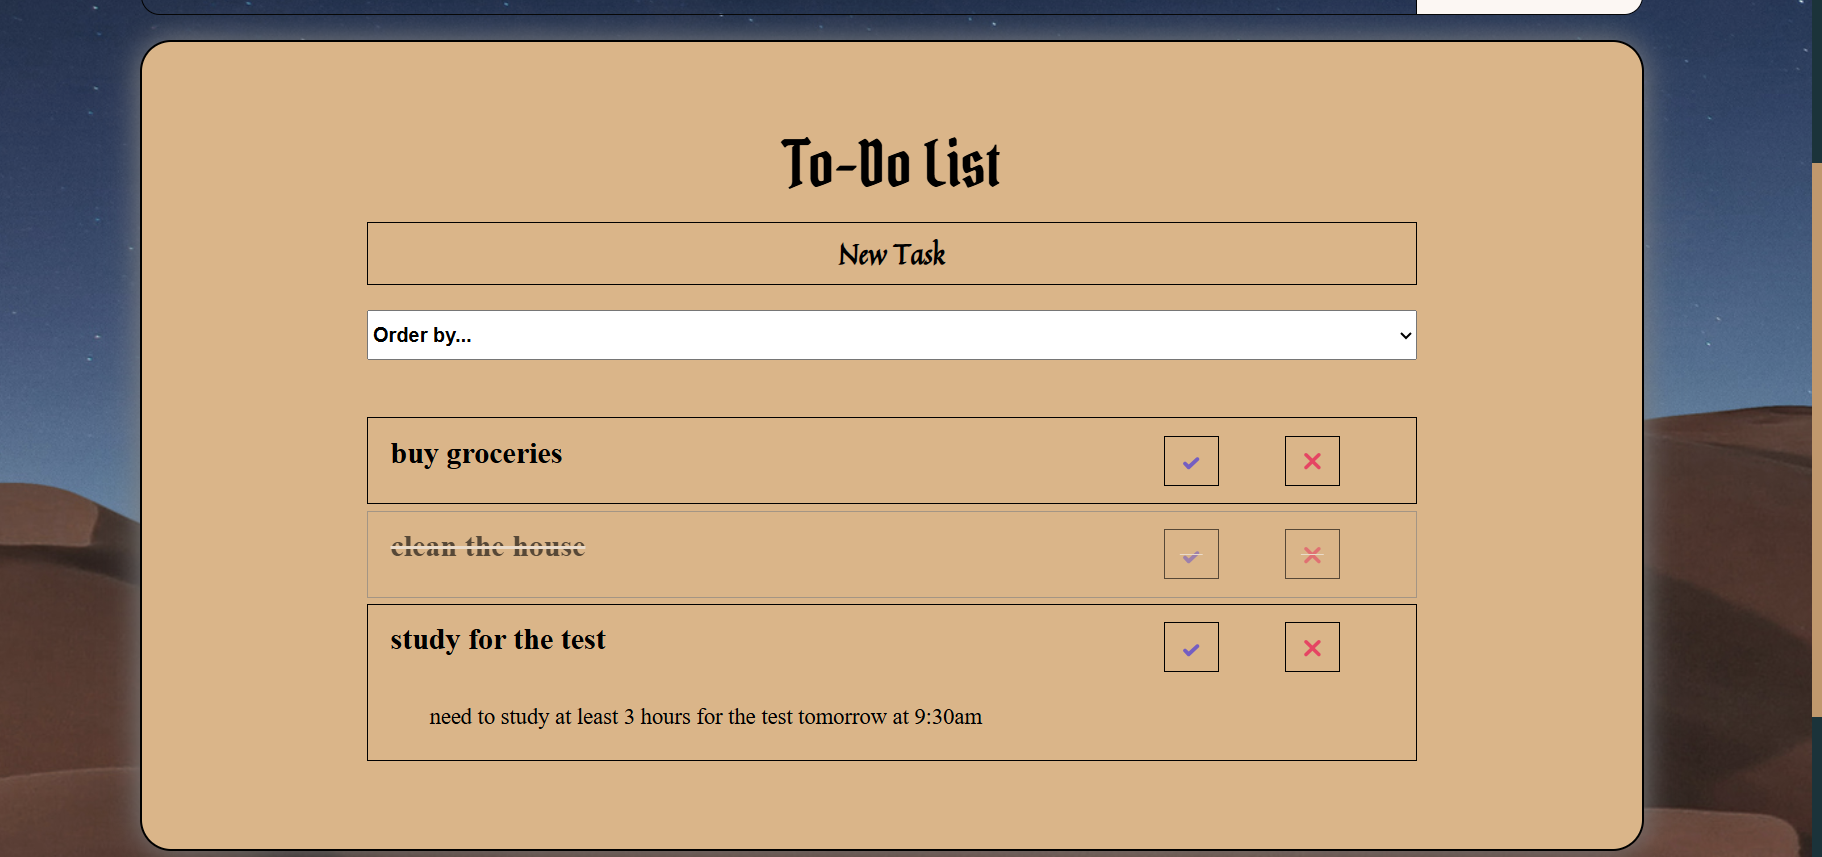 To-Do List
New Task
Order by...
buy groceries
clean the house
study for the test
need to study at least 3 hours for the test tomorrow at 9:30am